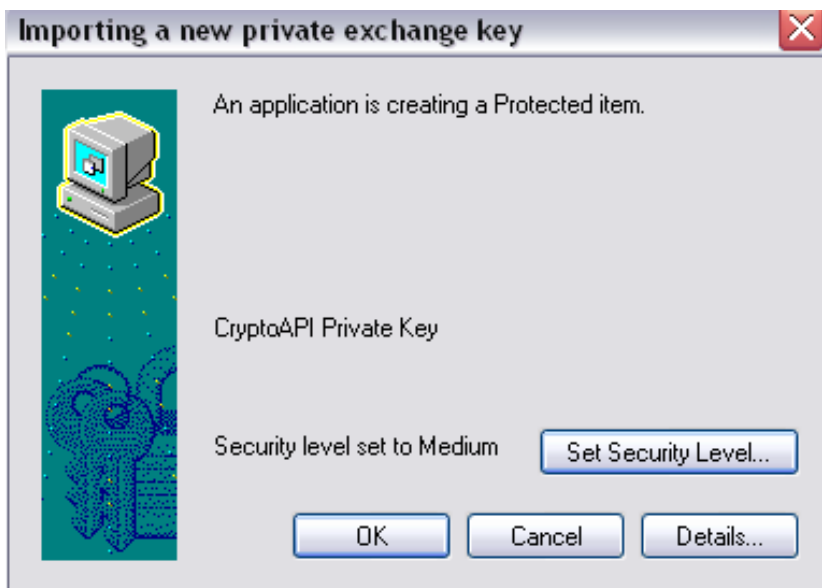 Importing a new private exchange key
An application is creating a Protected item.
CryptoAPI Private Key
Security level set to Medium
Set Security Level...
OK
Cancel
Details...